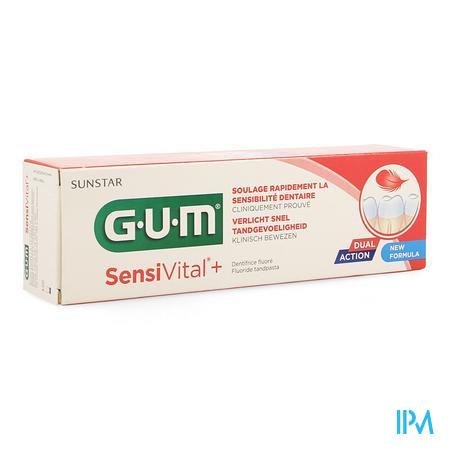 SUNSTAR
G·U·M®
SensiVital®+
SOULAGE RAPIDEMENT LA
SENSIBILITÉ DENTAIRE
CLINIQUEMENT PROUVÉ
VERLICHT SNEL
TANDGEVOELIGHEID
KLINISCH BEWEZEN
Dentifrice fluoré
Fluoride tandpasta
DUAL
ACTION
NEW
FORMULA
G·U·M
SensiVital+
IPM